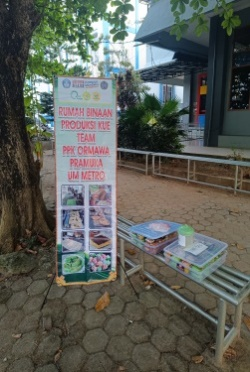 RUMAH BINAAN
PRODUKSI KUE
TEAM
PPK ORMAWA
PRAMUKA
UM METRO